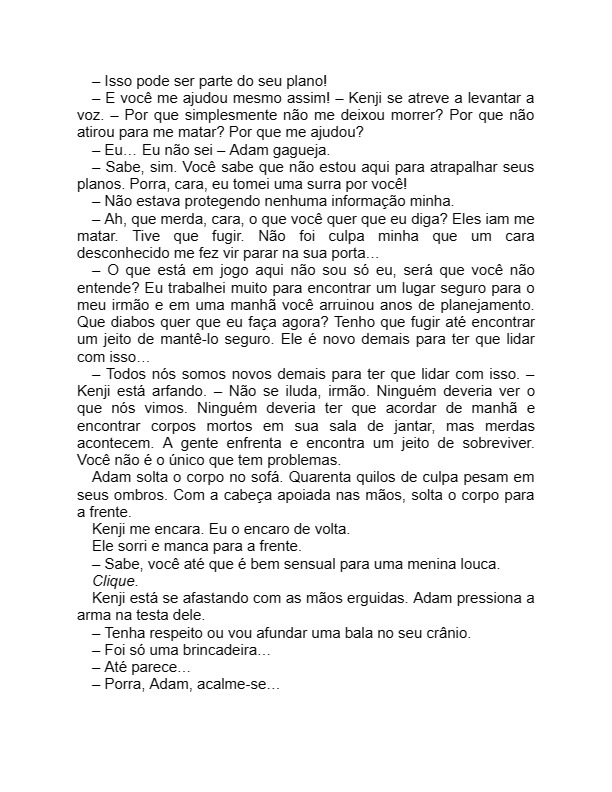 – Isso pode ser parte do seu plano!
– E você me ajudou mesmo assim! – Kenji se atreve a levantar a
voz. – Por que simplesmente não me deixou morrer? Por que não
atirou para me matar? Por que me ajudou?
– Eu… Eu não sei – Adam gagueja.
– Sabe, sim. Você sabe que não estou aqui para atrapalhar seus
planos. Porra, cara, eu tomei uma surra por você!
– Não estava protegendo nenhuma informação minha.
– Ah, que merda, cara, o que você quer que eu diga? Eles iam me
matar. Tive que fugir. Não foi culpa minha que um cara
desconhecido me fez vir parar na sua porta…
– O que está em jogo aqui não sou só eu, será que você não
entende? Eu trabalhei muito para encontrar um lugar seguro para o
meu irmão e em uma manhã você arruinou anos de planejamento.
Que diabos quer que eu faça agora? Tenho que fugir até encontrar
um jeito de mantê-lo seguro. Ele é novo demais para ter que lidar
com isso…
– Todos nós somos novos demais para ter que lidar com isso. –
Kenji está arfando. – Não se iluda, irmão. Ninguém deveria ver o
que nós vimos. Ninguém deveria ter que acordar de manhã e
encontrar corpos mortos em sua sala de jantar, mas merdas
acontecem. A gente enfrenta e encontra um jeito de sobreviver.
Você não é o único que tem problemas.
Adam solta o corpo no sofá. Quarenta quilos de culpa pesam em
seus ombros. Com a cabeça apoiada nas mãos, solta o corpo para
a frente.
Kenji me encara. Eu o encaro de volta.
Ele sorri e manca para a frente.
– Sabe, você até que é bem sensual para uma menina louca.
Clique.
Kenji está se afastando com as mãos erguidas. Adam pressiona a
arma na testa dele.
– Tenha respeito ou vou afundar uma bala no seu crânio.
– Foi só uma brincadeira…
– Até parece…
– Porra, Adam, acalme-se…